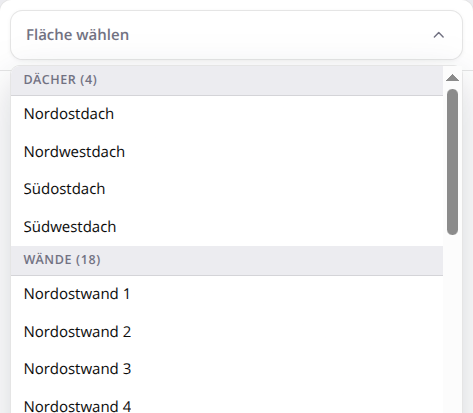 Fläche wählen
DÄCHER (4)
Nordostdach
Nordwestdach
Südostdach
Südwestdach
WÄNDE (18)
Nordostwand 1
Nordostwand 2
Nordostwand 3
Nordostwand 4